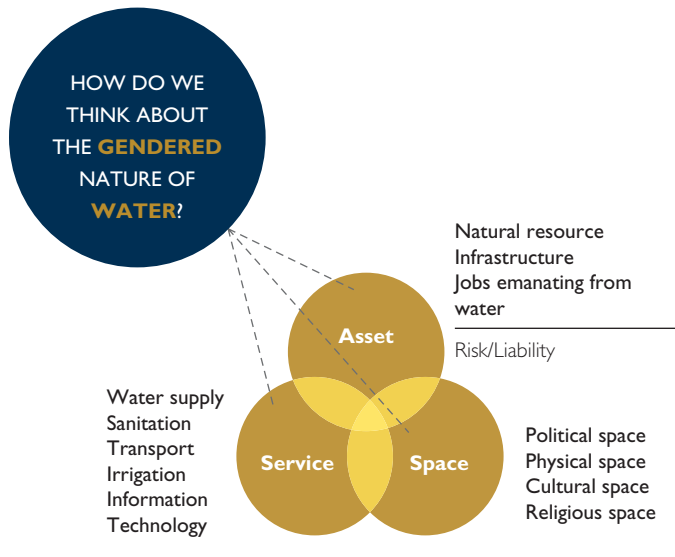 HOW DO WE
THINK ABOUT
THE GENDERED
NATURE OF
WATER?
Natural resource
Infrastructure
Jobs emanating from
water
Risk/Liability
Asset
Water supply
Sanitation
Transport
Irrigation
Information
Technology
Service
Space
Political space
Physical space
Cultural space
Religious space